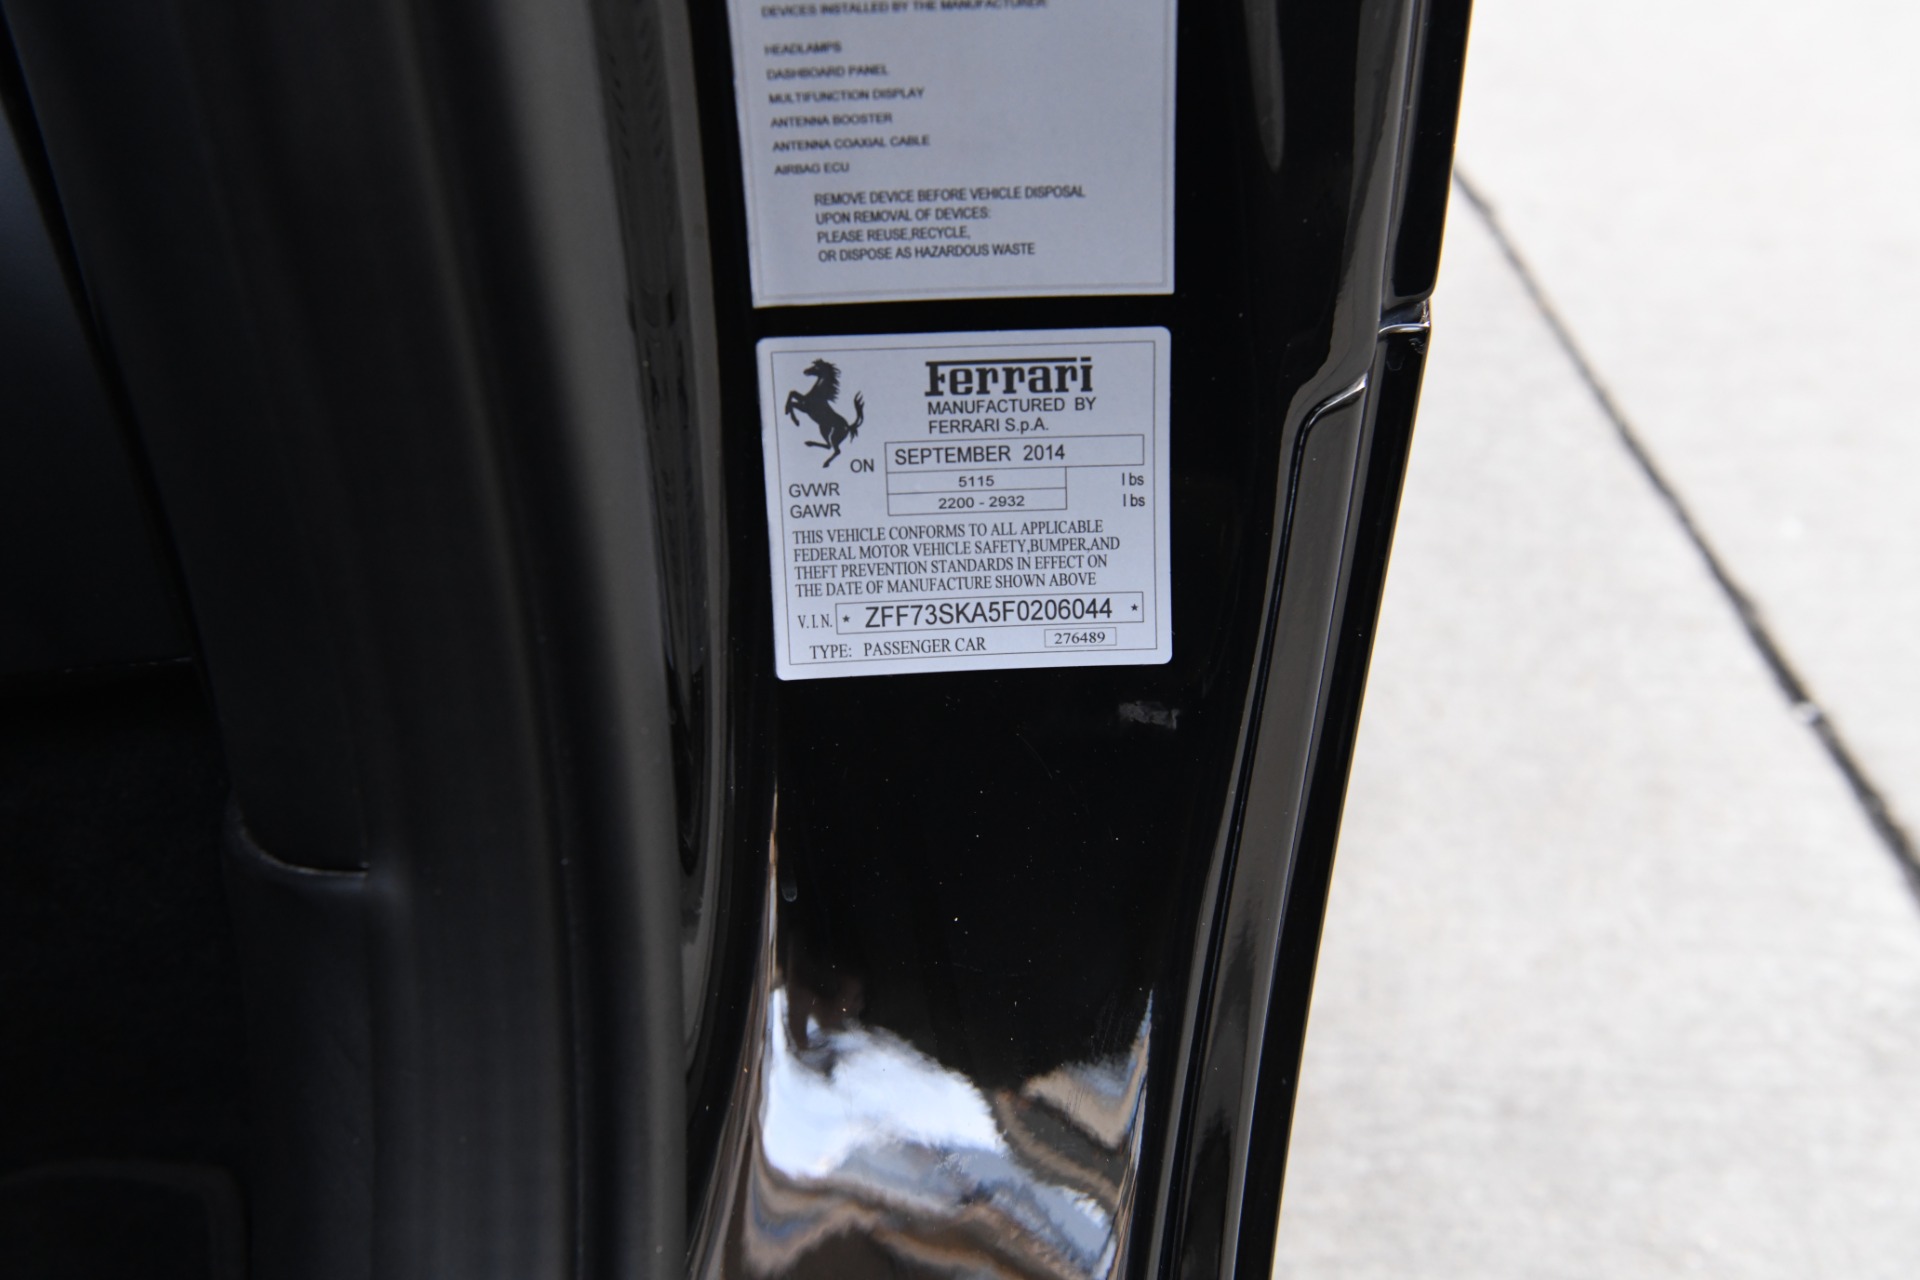 DEVICES INSTALLED BY THE MANUFACTURER:
HEADLAMPS
DASHBOARD PANEL
MULTIFUNCTION DISPLAY
ANTENNA BOOSTER
ANTENNA COAXIAL CABLE
AIRBAG ECU
REMOVE DEVICE BEFORE VEHICLE DISPOSAL
UPON REMOVAL OF DEVICES:
PLEASE REUSE,RECYCLE,
OR DISPOSE AS HAZARDOUS WASTE
Ferrari
MANUFACTURED BY
FERRARI S.p.A.
ON SEPTEMBER 2014
GVWR 5115 lbs
GAWR 2200 - 2932 lbs
THIS VEHICLE CONFORMS TO ALL APPLICABLE
FEDERAL MOTOR VEHICLE SAFETY,BUMPER,AND
THEFT PREVENTION STANDARDS IN EFFECT ON
THE DATE OF MANUFACTURE SHOWN ABOVE
V.I.N. * ZFF73SKA5F0206044 *
TYPE: PASSENGER CAR 276489